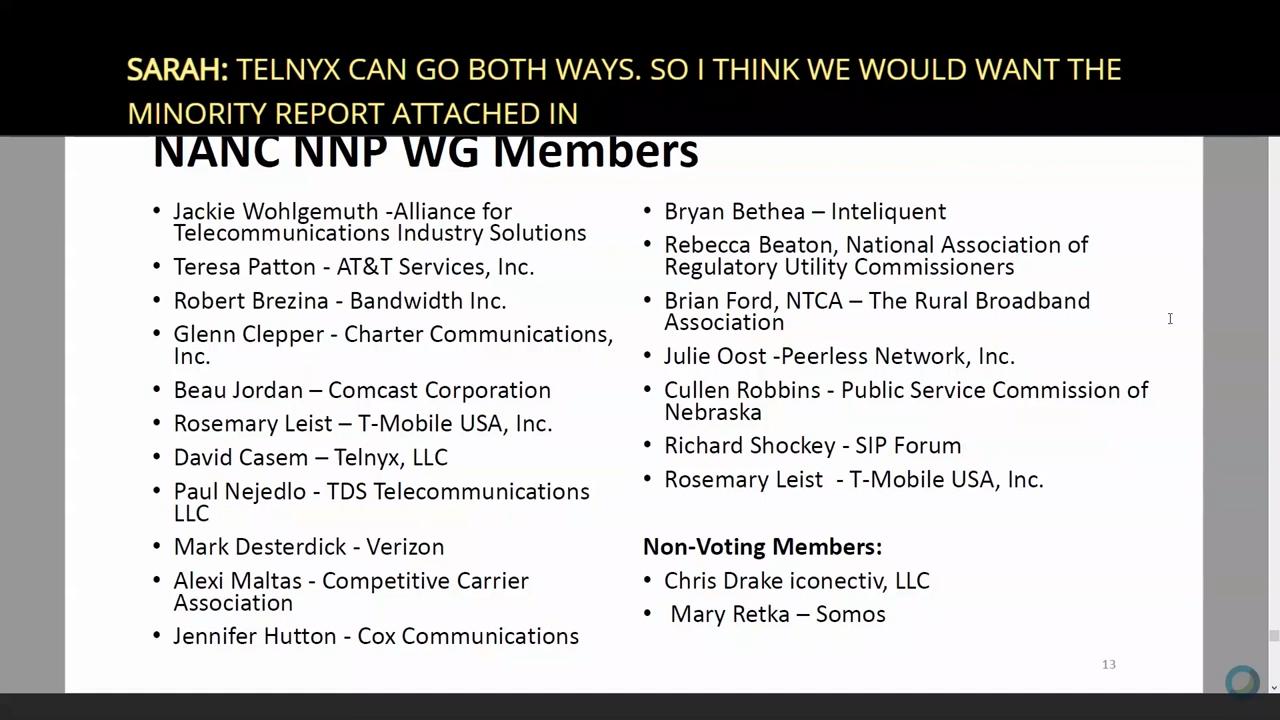 SARAH: TELNYX CAN GO BOTH WAYS. SO I THINK WE WOULD WANT THE
MINORITY REPORT ATTACHED IN
NANC NNP WG Members
• Jackie Wohlgemuth -Alliance for
Telecommunications Industry Solutions
• Teresa Patton - AT&T Services, Inc.
• Robert Brezina - Bandwidth Inc.
• Glenn Clepper - Charter Communications,
Inc.
• Beau Jordan – Comcast Corporation
• Rosemary Leist – T-Mobile USA, Inc.
• David Casem – Telnyx, LLC
• Paul Nejedlo - TDS Telecommunications
LLC
• Mark Desterdick - Verizon
• Alexi Maltas - Competitive Carrier
Association
• Jennifer Hutton - Cox Communications
• Bryan Bethea – Inteliquent
• Rebecca Beaton, National Association of
Regulatory Utility Commissioners
• Brian Ford, NTCA – The Rural Broadband
Association
• Julie Oost -Peerless Network, Inc.
• Cullen Robbins - Public Service Commission of
Nebraska
• Richard Shockey - SIP Forum
• Rosemary Leist - T-Mobile USA, Inc.
Non-Voting Members:
• Chris Drake iconectiv, LLC
• Mary Retka – Somos
13